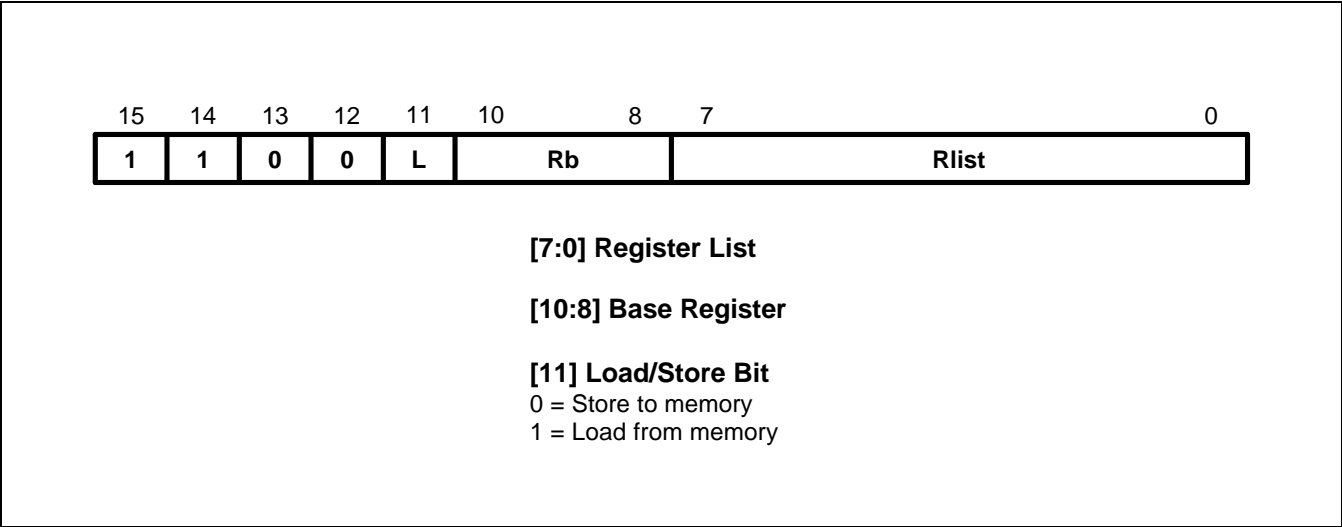 15 14 13 12 11 10 8 7 0
1 1 0 0 L Rb Rlist
[7:0] Register List
[10:8] Base Register
[11] Load/Store Bit
0 = Store to memory
1 = Load from memory